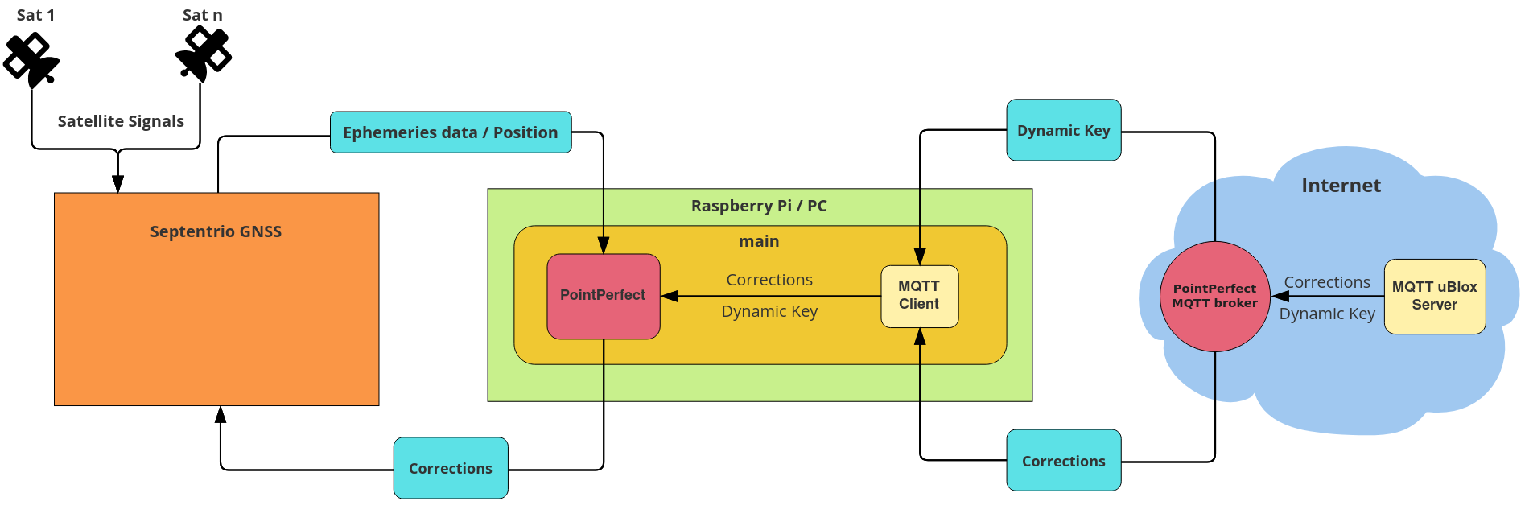 Sat 1
Sat n
Satellite Signals
Ephemeries data / Position
Dynamic Key
Internet
Septentrio GNSS
Raspberry Pi / PC
main
PointPerfect
Corrections
Dynamic Key
MQTT
Client
PointPerfect
MQTT broker
Corrections
Dynamic Key
MQTT uBlox
Server
Corrections
Corrections